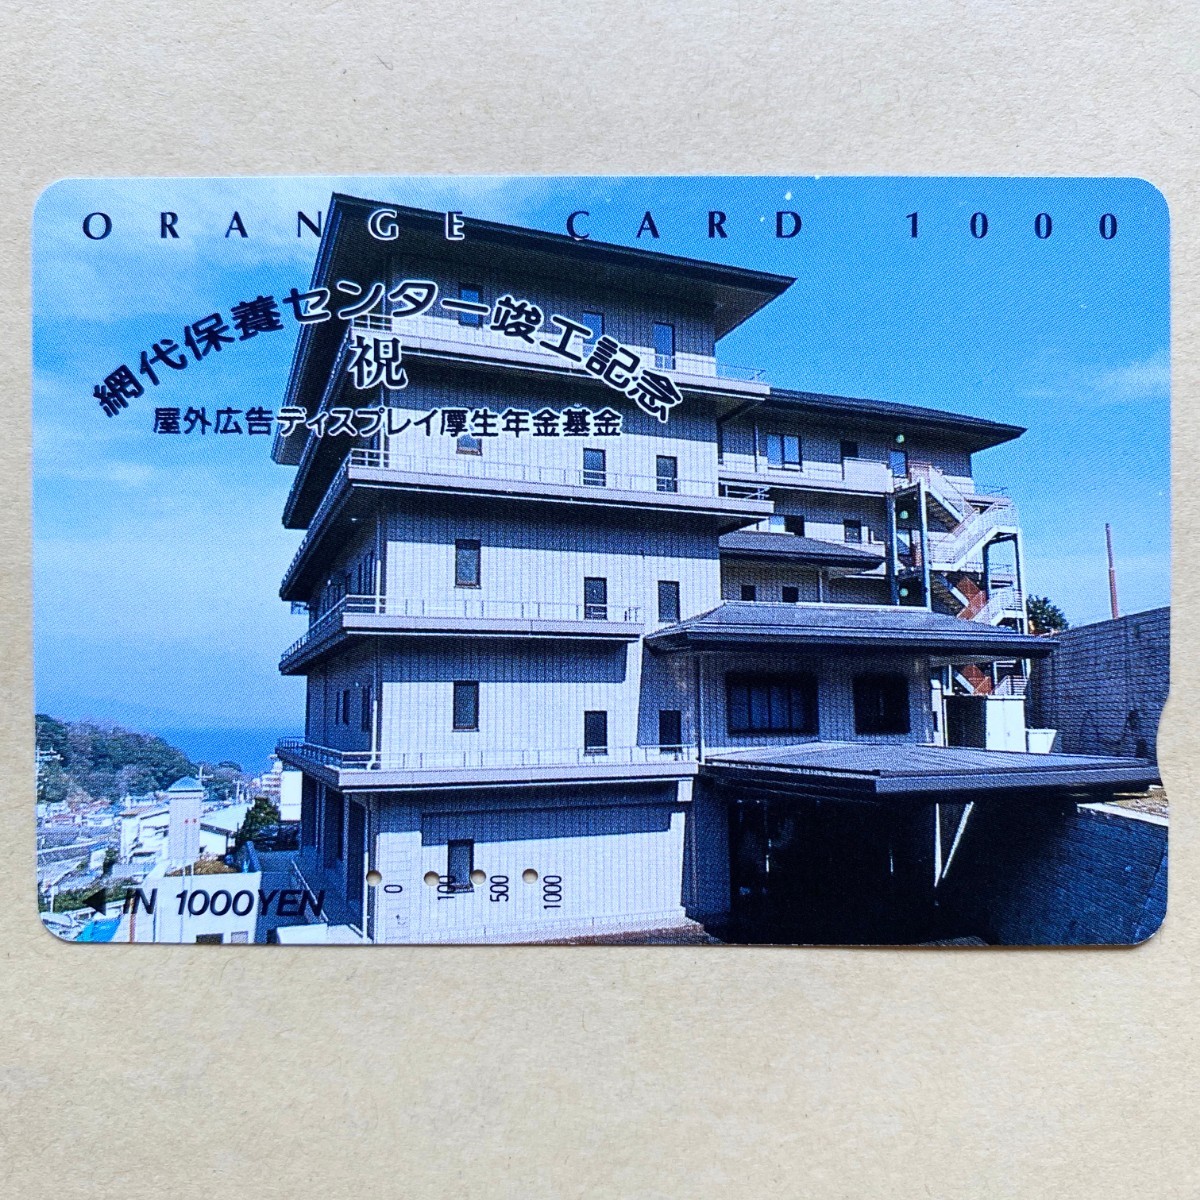 ORANGE CARD 1000
網代保養センター竣工記念
祝
屋外広告ディスプレイ厚生年金基金
◀ IN 1000YEN
0 100 500 1000